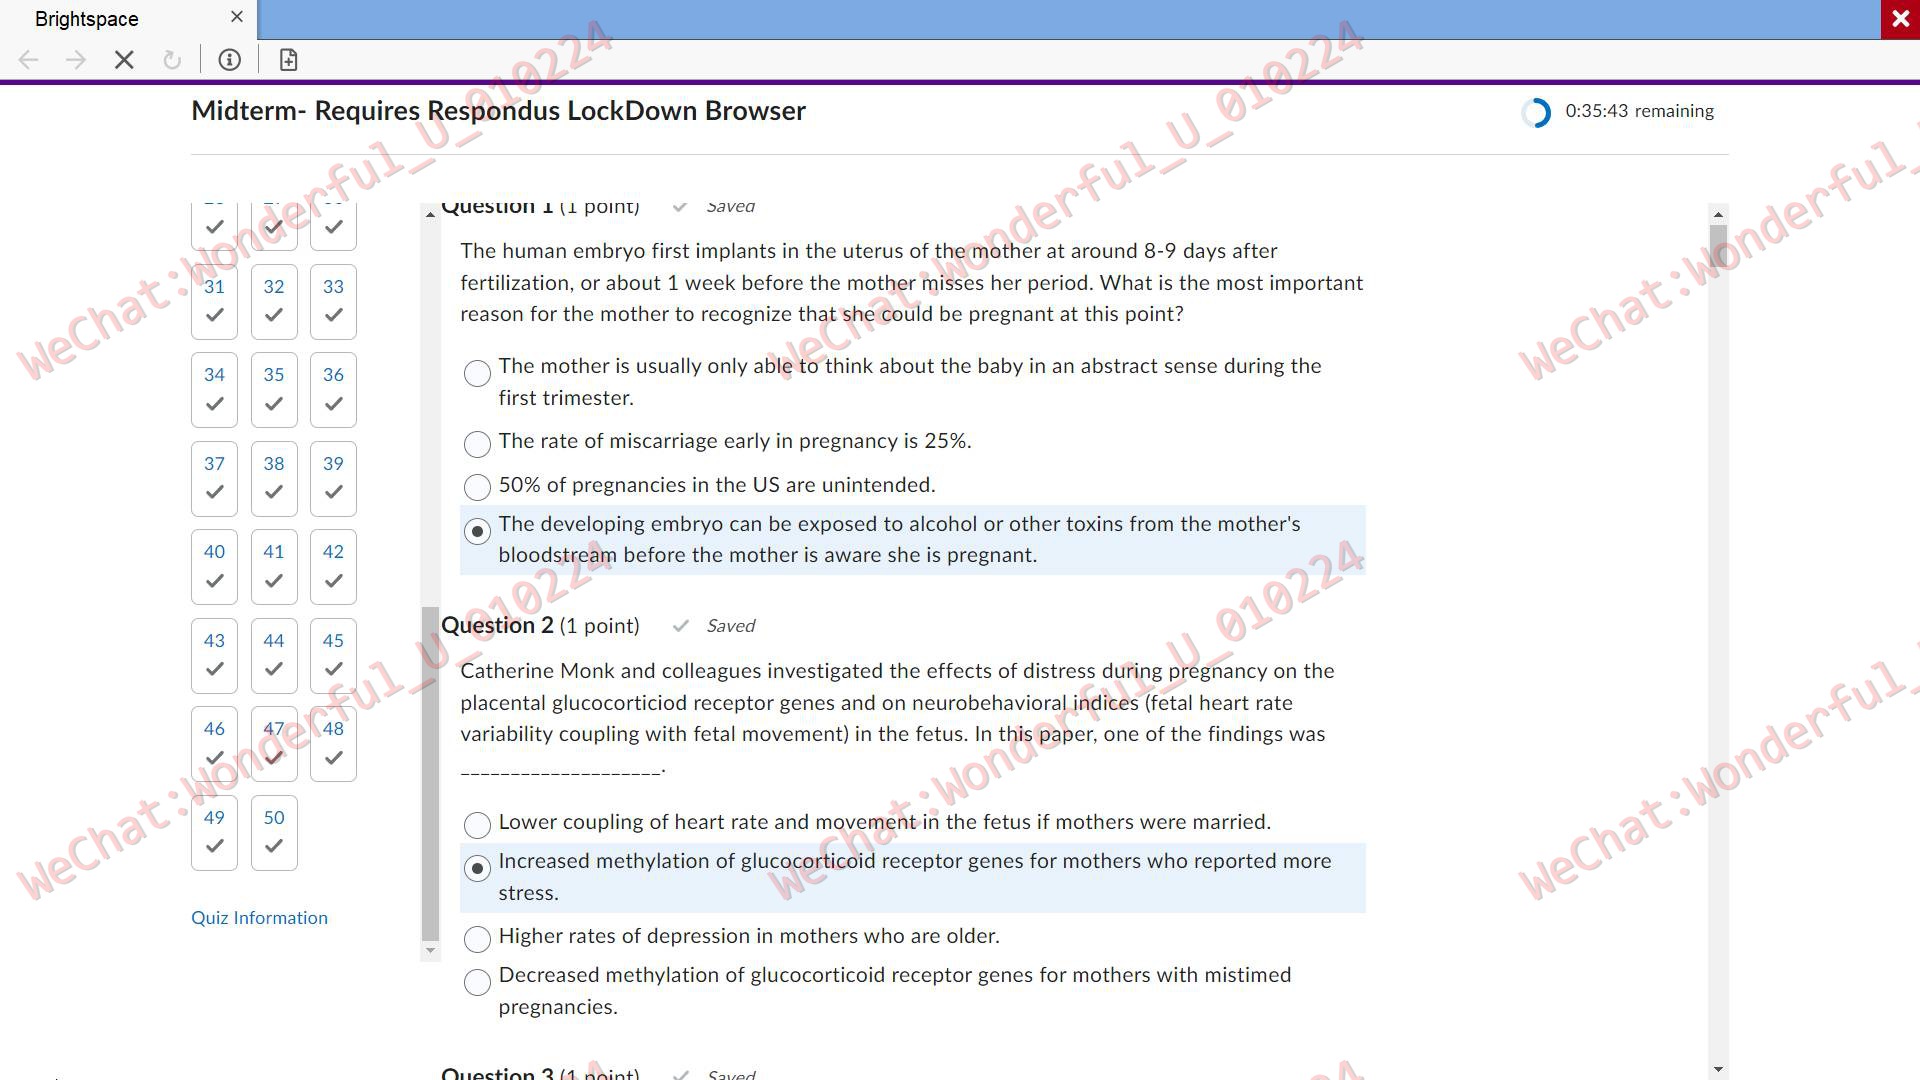 Brightspace
Midterm- Requires Respondus LockDown Browser
0:35:43 remaining
31 32 33
34 35 36
37 38 39
40 41 42
43 44 45
46 47 48
49 50
Quiz Information
Question 1 (1 point) Saved
The human embryo first implants in the uterus of the mother at around 8-9 days after
fertilization, or about 1 week before the mother misses her period. What is the most important
reason for the mother to recognize that she could be pregnant at this point?
The mother is usually only able to think about the baby in an abstract sense during the
first trimester.
The rate of miscarriage early in pregnancy is 25%.
50% of pregnancies in the US are unintended.
The developing embryo can be exposed to alcohol or other toxins from the mother's
bloodstream before the mother is aware she is pregnant.
Question 2 (1 point) Saved
Catherine Monk and colleagues investigated the effects of distress during pregnancy on the
placental glucocorticiod receptor genes and on neurobehavioral indices (fetal heart rate
variability coupling with fetal movement) in the fetus. In this paper, one of the findings was
____________________.
Lower coupling of heart rate and movement in the fetus if mothers were married.
Increased methylation of glucocorticoid receptor genes for mothers who reported more
stress.
Higher rates of depression in mothers who are older.
Decreased methylation of glucocorticoid receptor genes for mothers with mistimed
pregnancies.
Question 3 (1 point) Saved
WeChat:Wonderful_U_010224
WeChat:Wonderful_U_010224
WeChat:Wonderful_
WeChat:Wonderful_U_010224
WeChat:Wonderful_U_010224
WeChat:Wonderful_